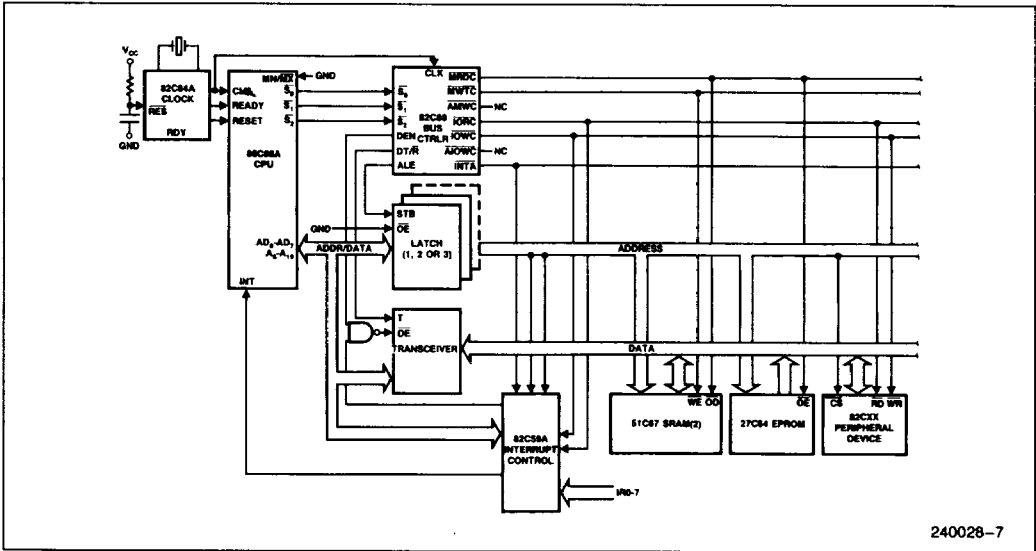 VCC
82C84A
CLOCK
RES
RDY
GND
MN/MX
GND
CLK
READY
RESET
S0
S1
S2
80C88A
CPU
AD0-AD7
A8-A19
INT
CLK
S0
S1
S2
DEN
DT/R
ALE
82C88
BUS
CTRLR
MRDC
MWTC
AMWC
NC
IORC
IOWC
AIOWC
NC
INTA
STB
GND
OE
LATCH
(1, 2 OR 3)
ADDR/DATA
ADDRESS
T
OE
TRANSCEIVER
DATA
82C59A
INTERRUPT
CONTROL
IR0-7
WE OD
51C67 SRAM(2)
OE
27C64 EPROM
CS
RD WR
82CXX
PERIPHERAL
DEVICE
240028-7